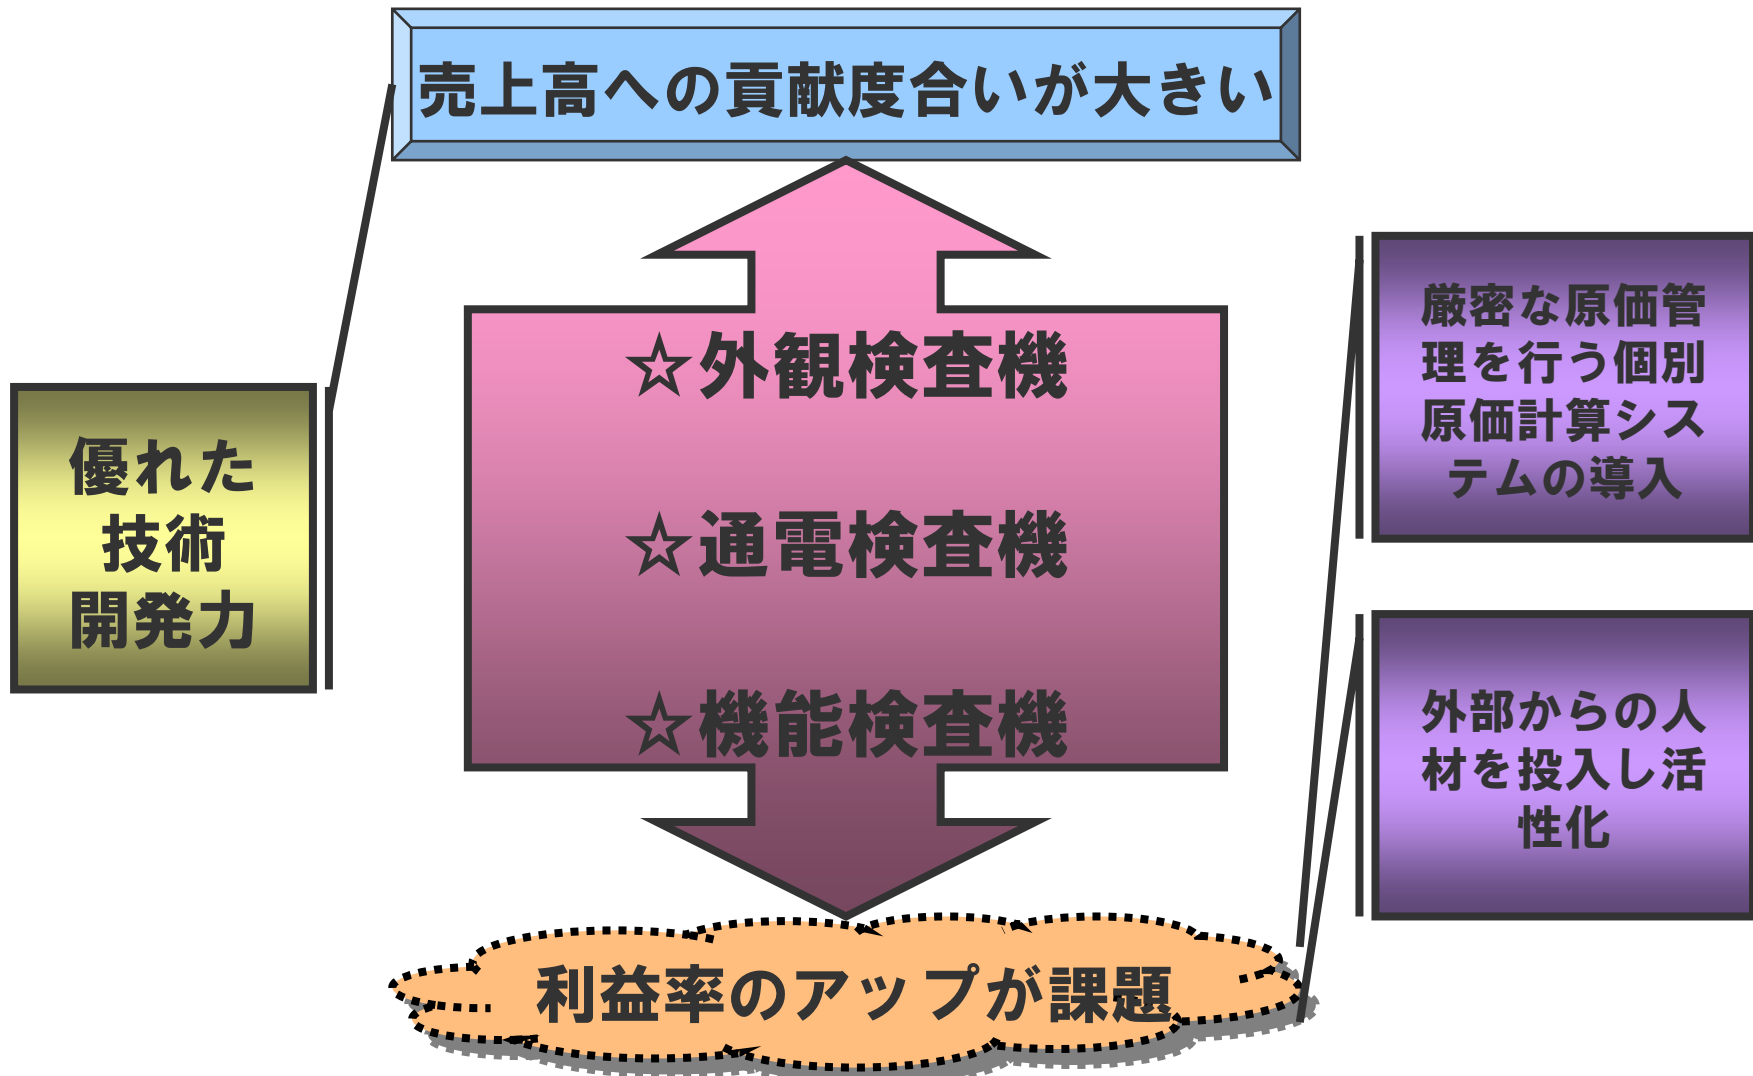 売上高への貢献度合いが大きい
☆外観検査機
☆通電検査機
☆機能検査機
優れた
技術
開発力
厳密な原価管
理を行う個別
原価計算シス
テムの導入
外部からの人
材を投入し活
性化
利益率のアップが課題